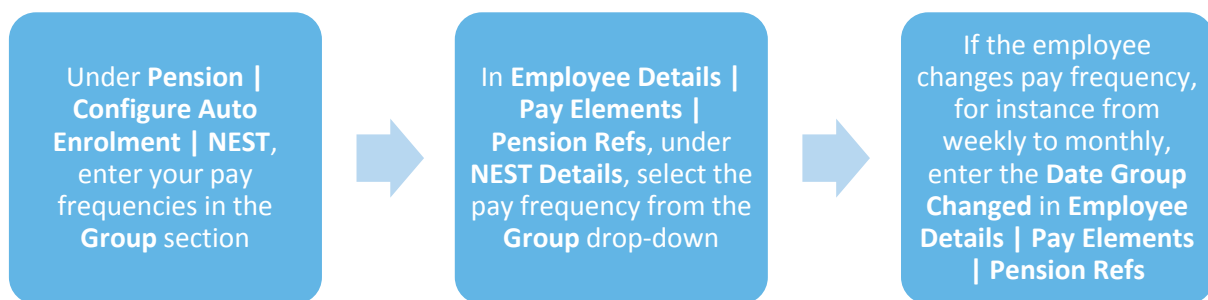 Under Pension |
Configure Auto
Enrolment | NEST,
enter your pay
frequencies in the
Group section
In Employee Details |
Pay Elements |
Pension Refs, under
NEST Details, select the
pay frequency from the
Group drop-down
If the employee
changes pay frequency,
for instance from
weekly to monthly,
enter the Date Group
Changed in Employee
Details | Pay Elements
| Pension Refs